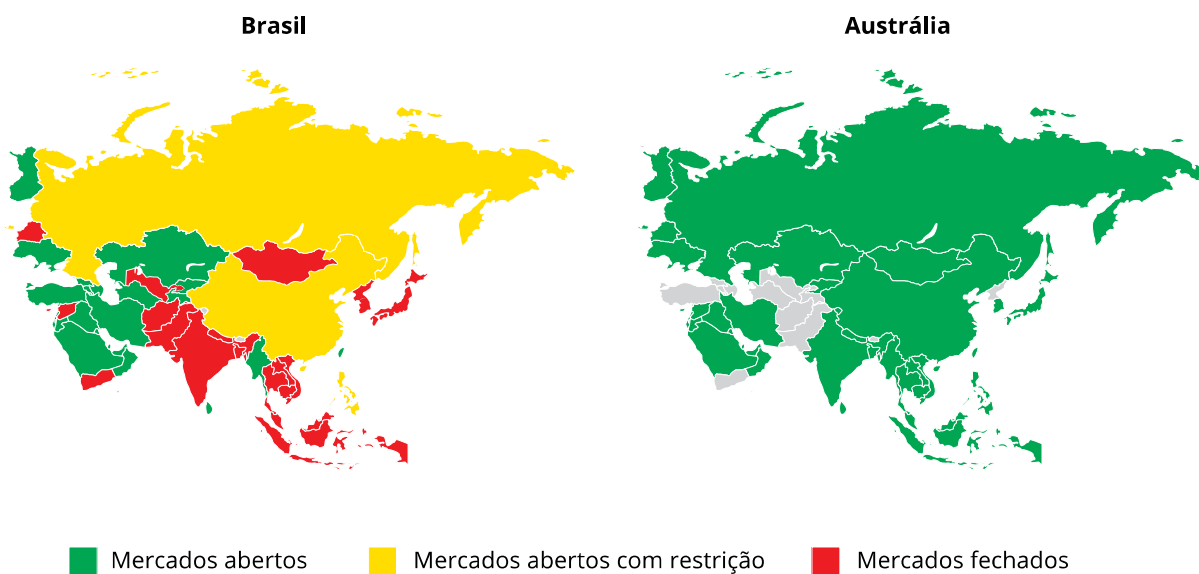 Brasil
Austrália
Mercados abertos
Mercados abertos com restrição
Mercados fechados